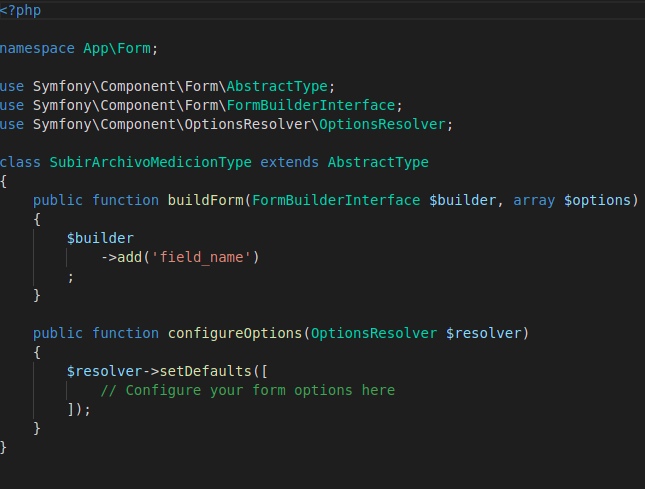 <?php
namespace App\Form;
use Symfony\Component\Form\AbstractType;
use Symfony\Component\Form\FormBuilderInterface;
use Symfony\Component\OptionsResolver\OptionsResolver;
class SubirArchivoMedicionType extends AbstractType
{
    public function buildForm(FormBuilderInterface $builder, array $options)
    {
        $builder
            ->add('field_name')
        ;
    }
    public function configureOptions(OptionsResolver $resolver)
    {
        $resolver->setDefaults([
            // Configure your form options here
        ]);
    }
}